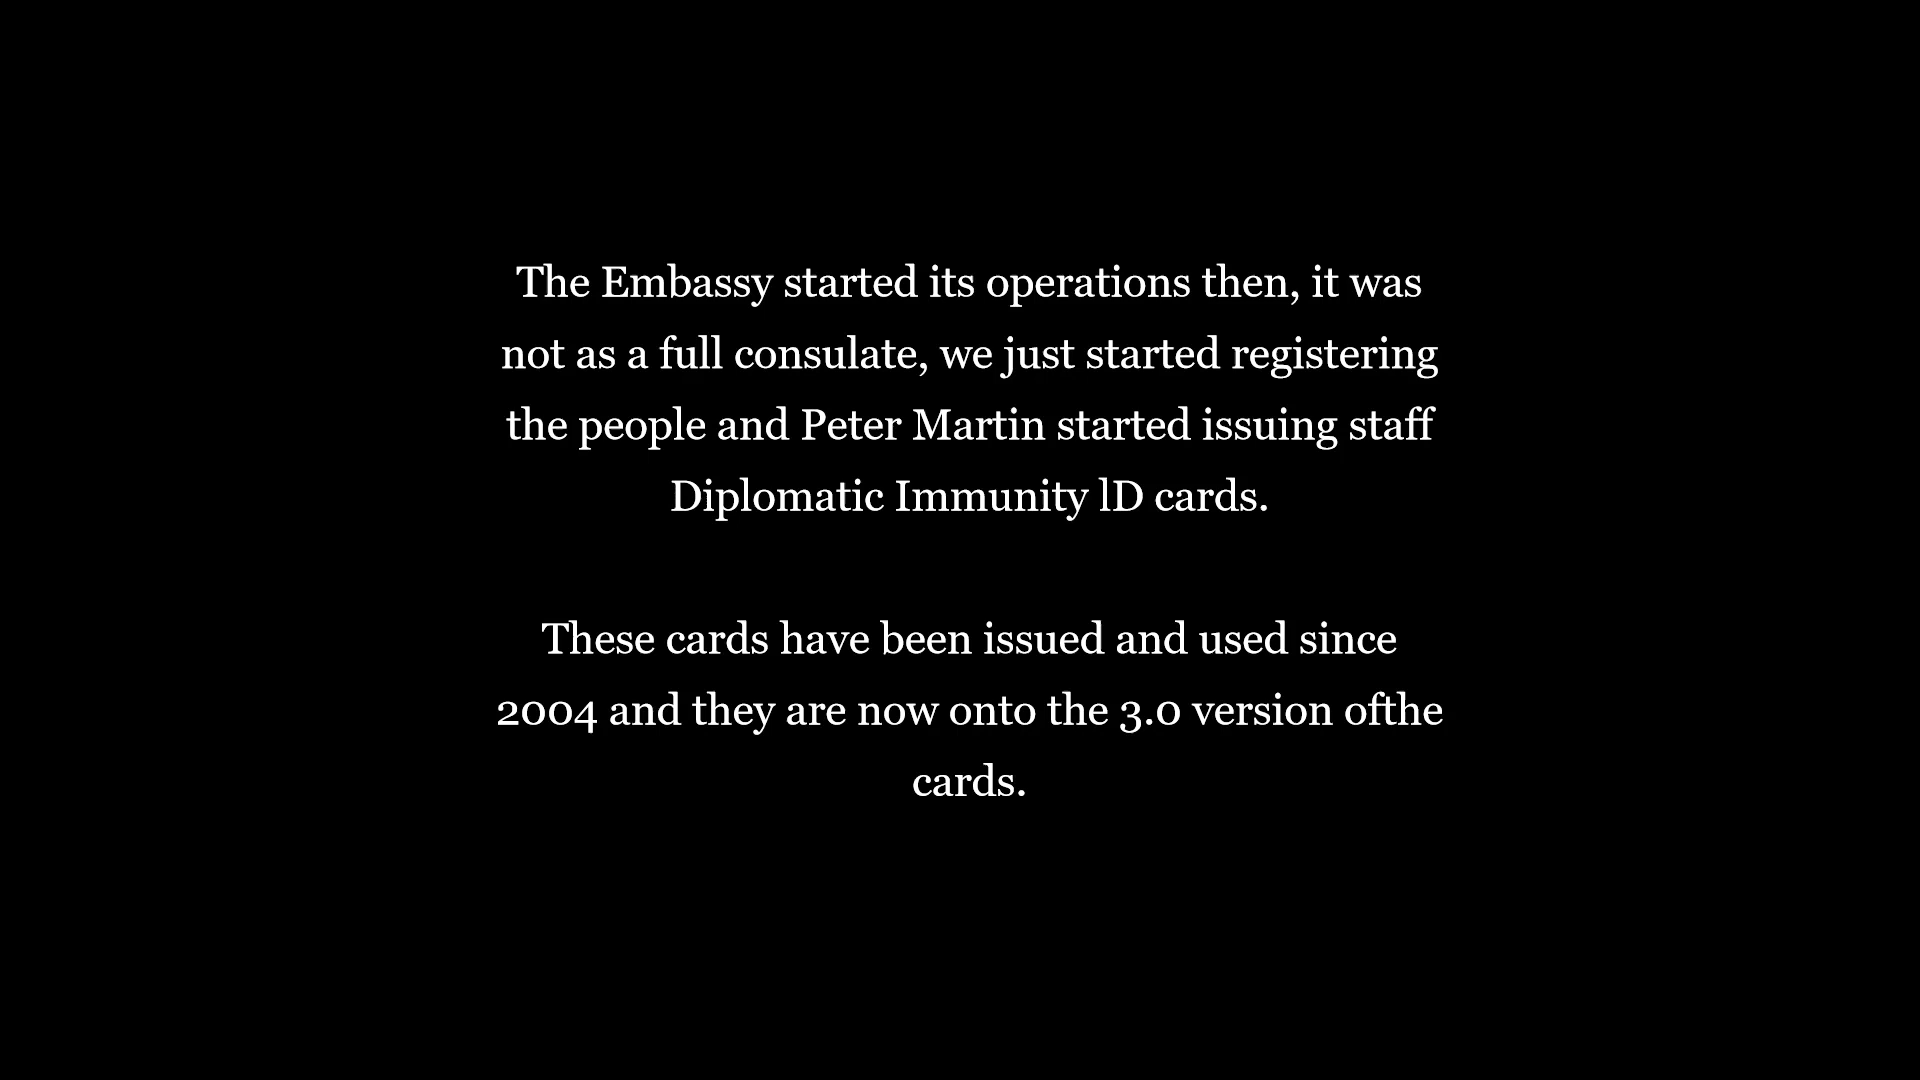 The Embassy started its operations then, it was
not as a full consulate, we just started registering
the people and Peter Martin started issuing staff
Diplomatic Immunity lD cards.
These cards have been issued and used since
2004 and they are now onto the 3.0 version ofthe
cards.